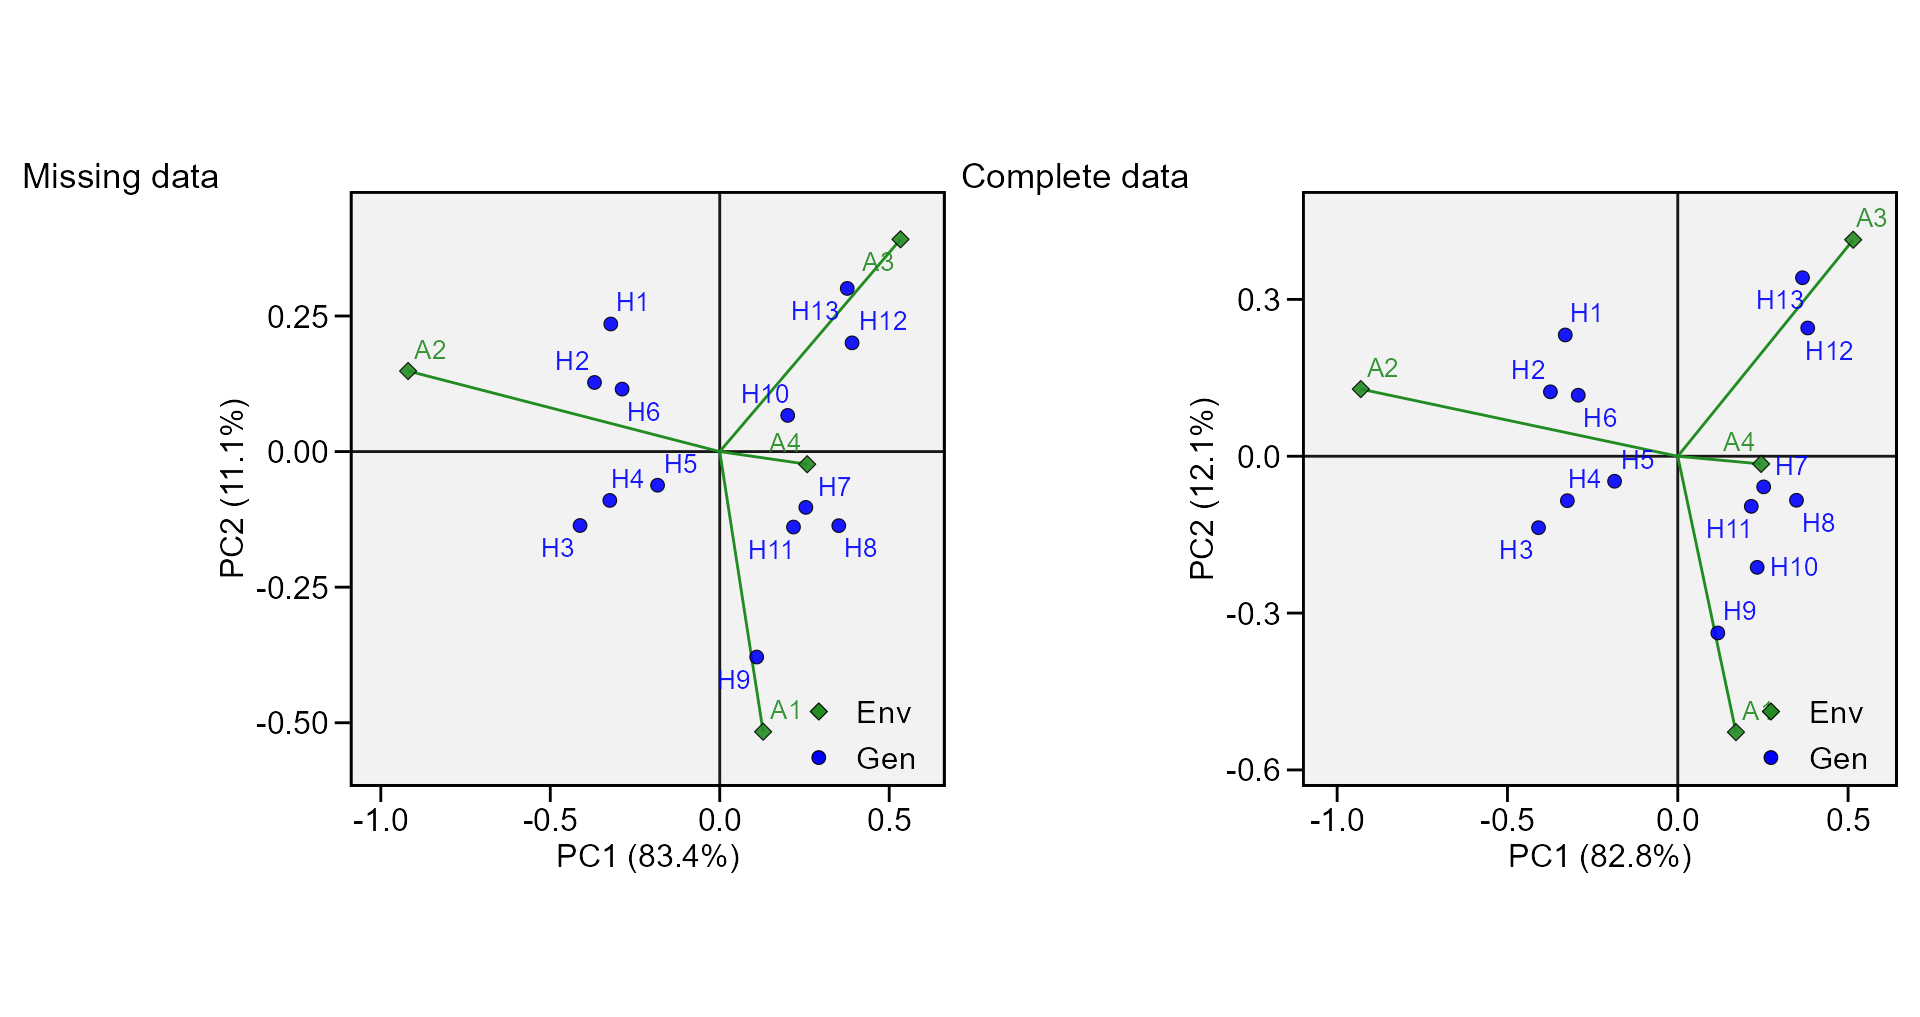 Missing data
Complete data
PC2 (11.1%)
0.25
0.00
-0.25
-0.50
A2
H1
H2
H6
H5
H4
H3
A3
H13
H12
H10
A4
H7
H11
H8
H9
A1
Env
Gen
-1.0
-0.5
0.0
0.5
PC1 (83.4%)
PC2 (12.1%)
0.3
0.0
-0.3
-0.6
A3
H13
H12
H1
A2
H2
H6
A4
H5
H7
H4
H11
H8
H3
H10
H9
A1
Env
Gen
-1.0
-0.5
0.0
0.5
PC1 (82.8%)